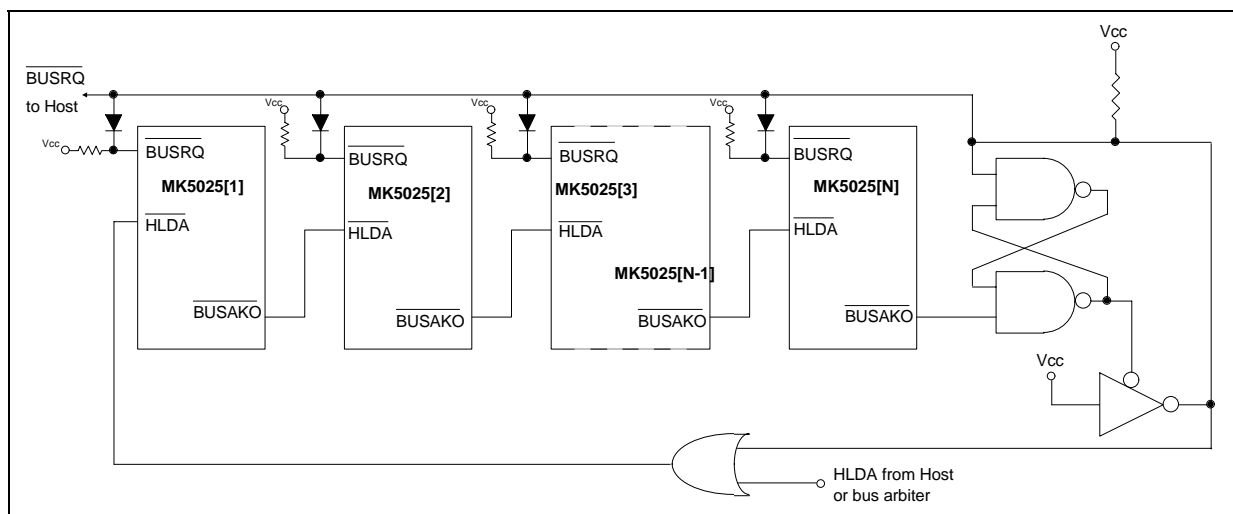 Vcc
BUSRQ
to Host
Vcc
Vcc
Vcc
Vcc
BUSRQ
BUSRQ
BUSRQ
BUSRQ
MK5025[1]
MK5025[2]
MK5025[3]
MK5025[N]
HLDA
HLDA
HLDA
HLDA
MK5025[N-1]
BUSAKO
BUSAKO
BUSAKO
BUSAKO
Vcc
HLDA from Host
or bus arbiter